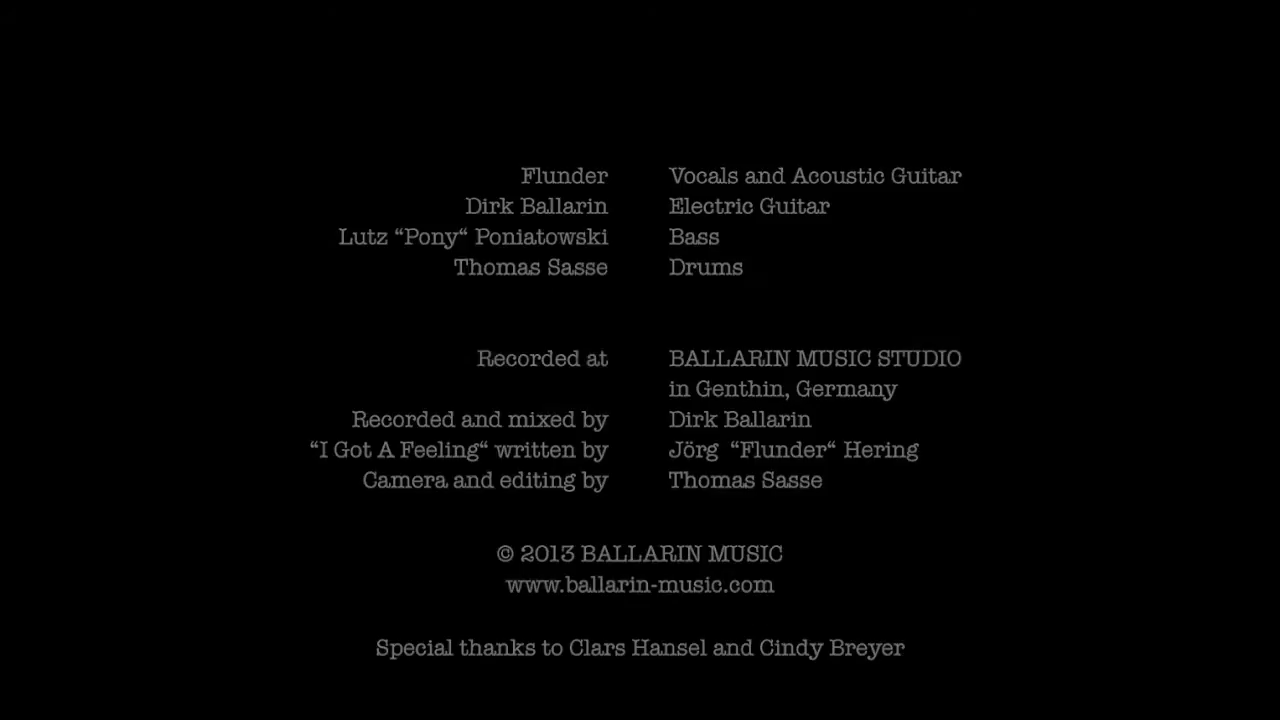 Flunder Vocals and Acoustic Guitar
Dirk Ballarin Electric Guitar
Lutz “Pony“ Poniatowski Bass
Thomas Sasse Drums
Recorded at BALLARIN MUSIC STUDIO
in Genthin, Germany
Recorded and mixed by Dirk Ballarin
“I Got A Feeling“ written by Jörg “Flunder“ Hering
Camera and editing by Thomas Sasse
© 2013 BALLARIN MUSIC
www.ballarin-music.com
Special thanks to Clars Hansel and Cindy Breyer